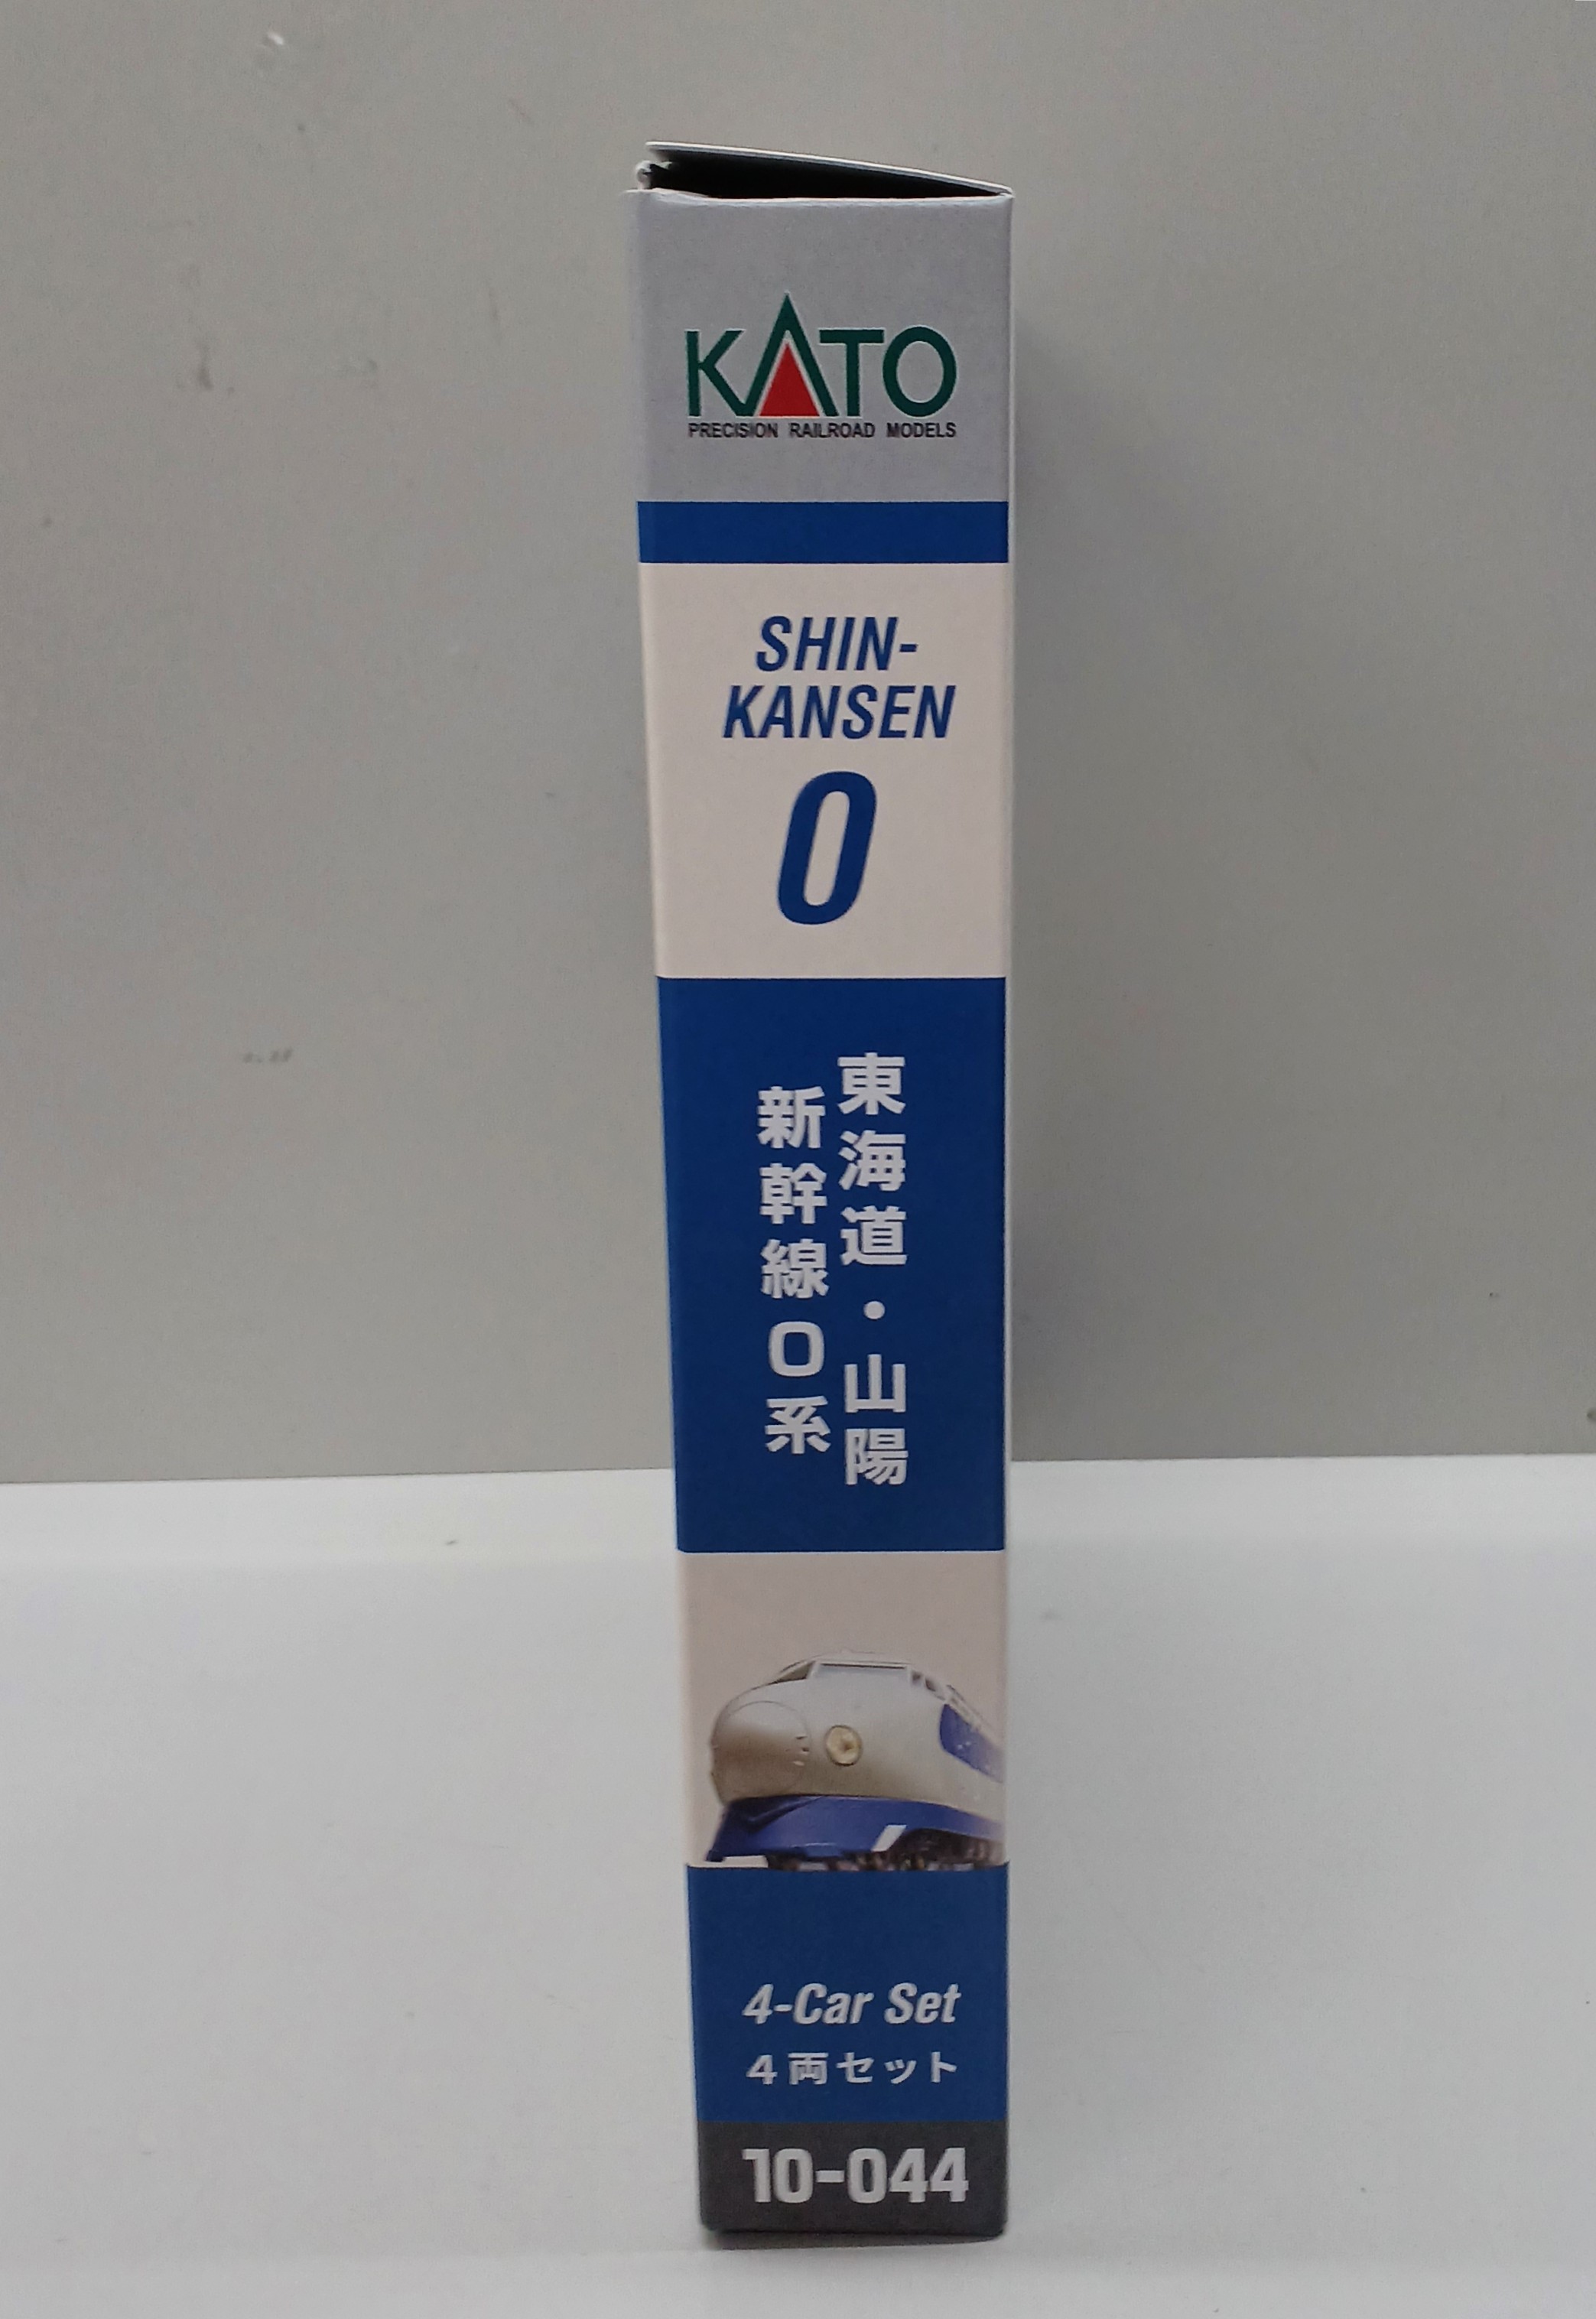 KATO
PRECISION RAILROAD MODELS
SHIN-
KANSEN
0
東海道・山陽
新幹線0系
4-Car Set
4両セット
10-044